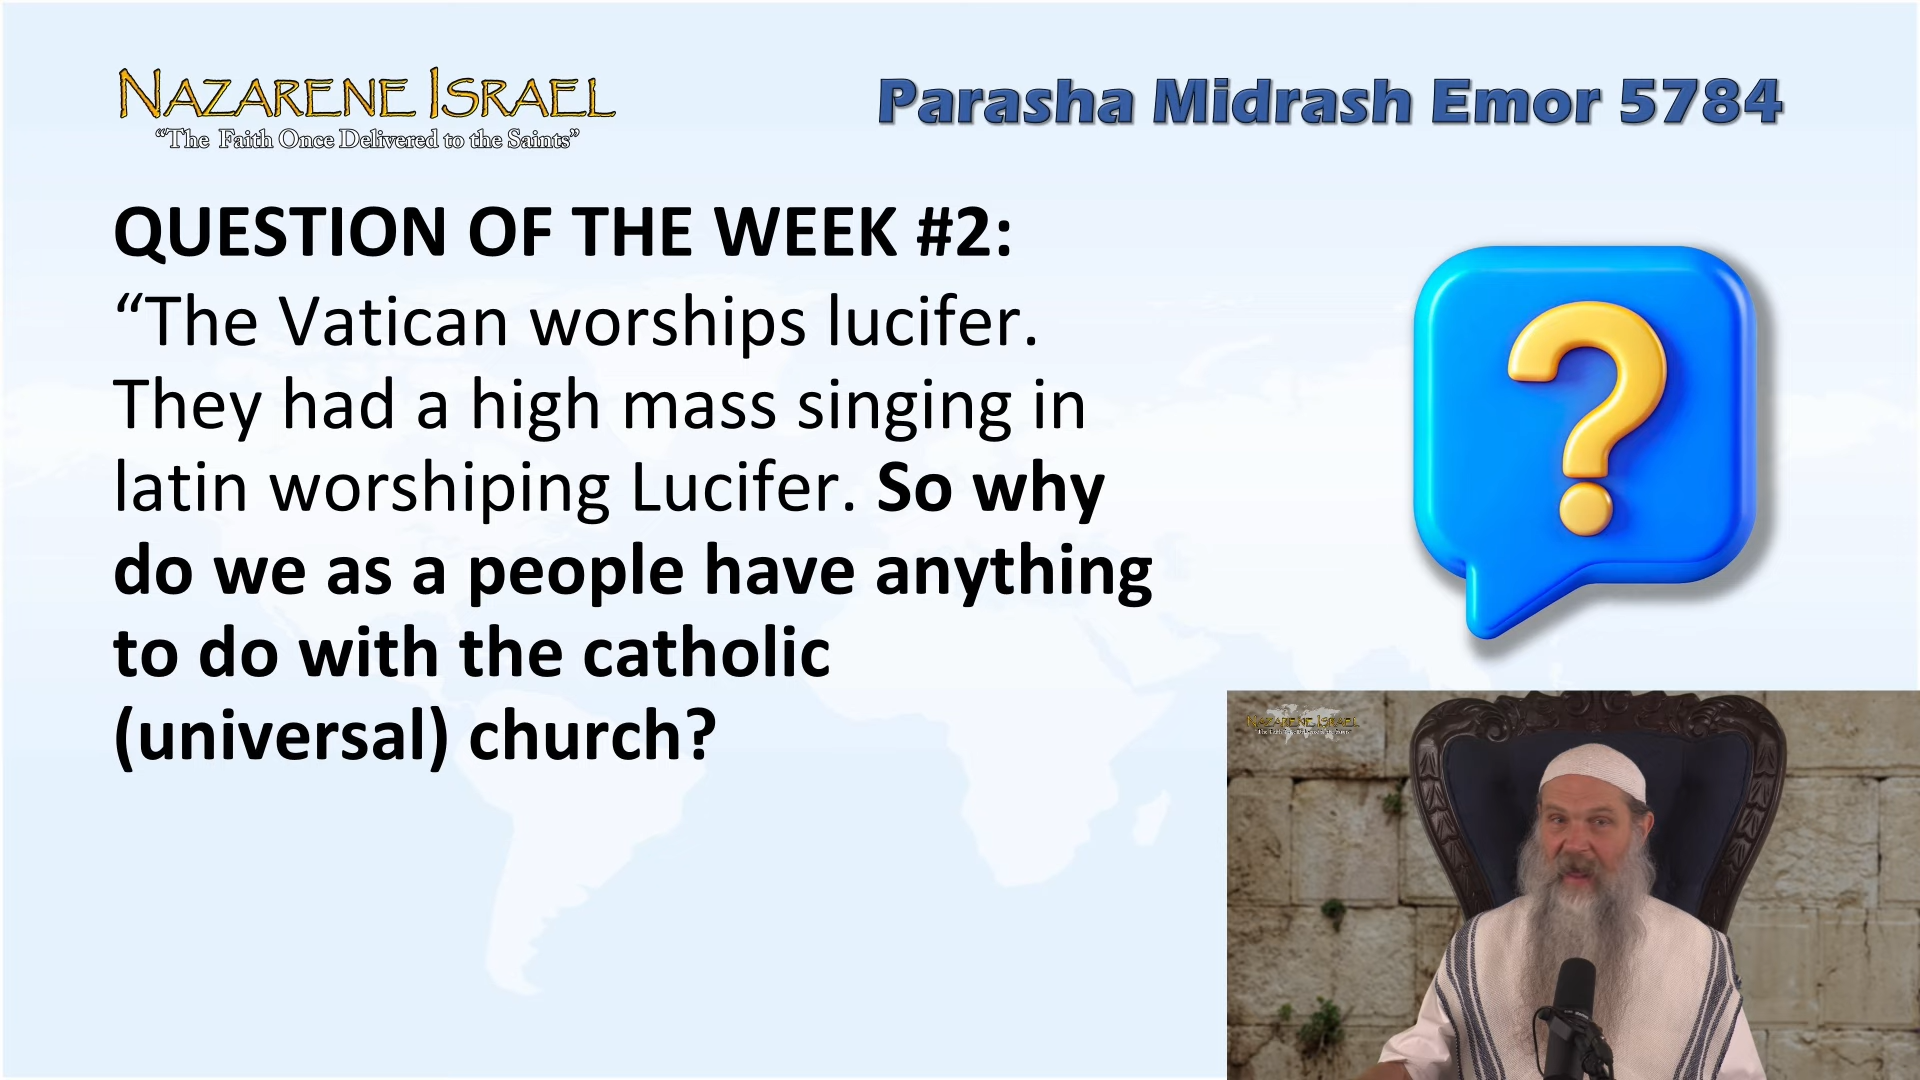 NAZARENE ISRAEL
“The Faith Once Delivered to the Saints”
Parasha Midrash Emor 5784
QUESTION OF THE WEEK #2:
“The Vatican worships lucifer.
They had a high mass singing in
latin worshiping Lucifer. So why
do we as a people have anything
to do with the catholic
(universal) church?
NAZARENE ISRAEL